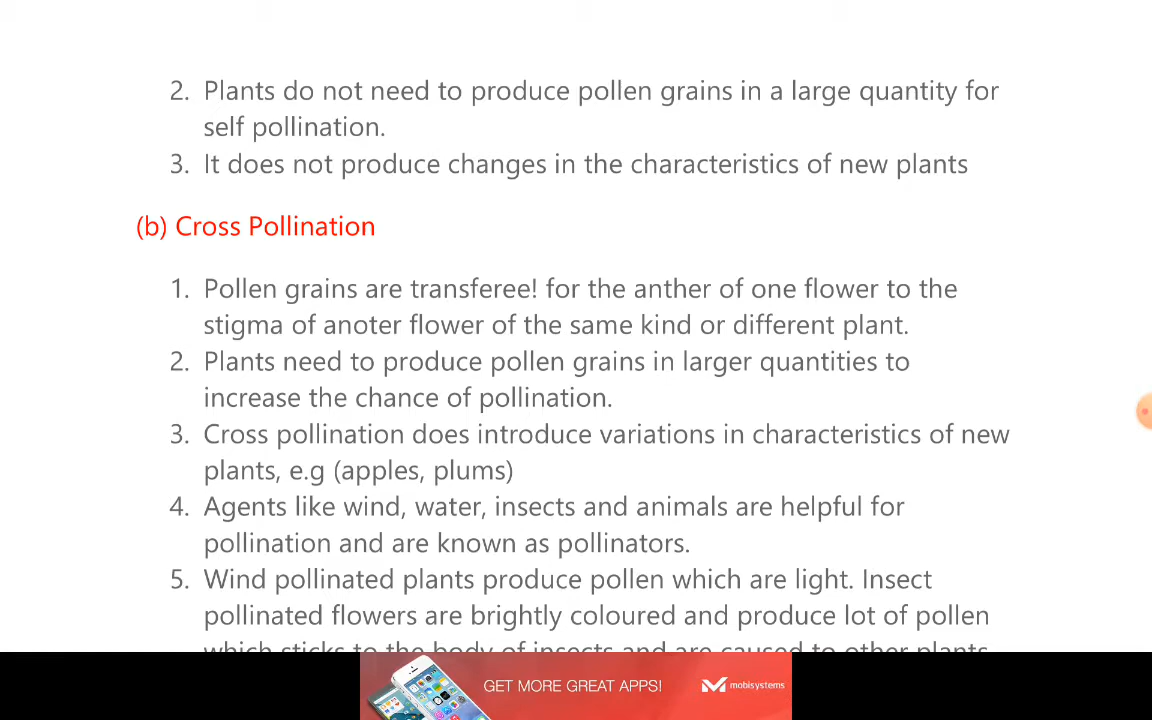 2. Plants do not need to produce pollen grains in a large quantity for
self pollination.
3. It does not produce changes in the characteristics of new plants
(b) Cross Pollination
1. Pollen grains are transferee! for the anther of one flower to the
stigma of anoter flower of the same kind or different plant.
2. Plants need to produce pollen grains in larger quantities to
increase the chance of pollination.
3. Cross pollination does introduce variations in characteristics of new
plants, e.g (apples, plums)
4. Agents like wind, water, insects and animals are helpful for
pollination and are known as pollinators.
5. Wind pollinated plants produce pollen which are light. Insect
pollinated flowers are brightly coloured and produce lot of pollen
which sticks to the body of insects and are caused to other plants
GET MORE GREAT APPS!
mobisystems